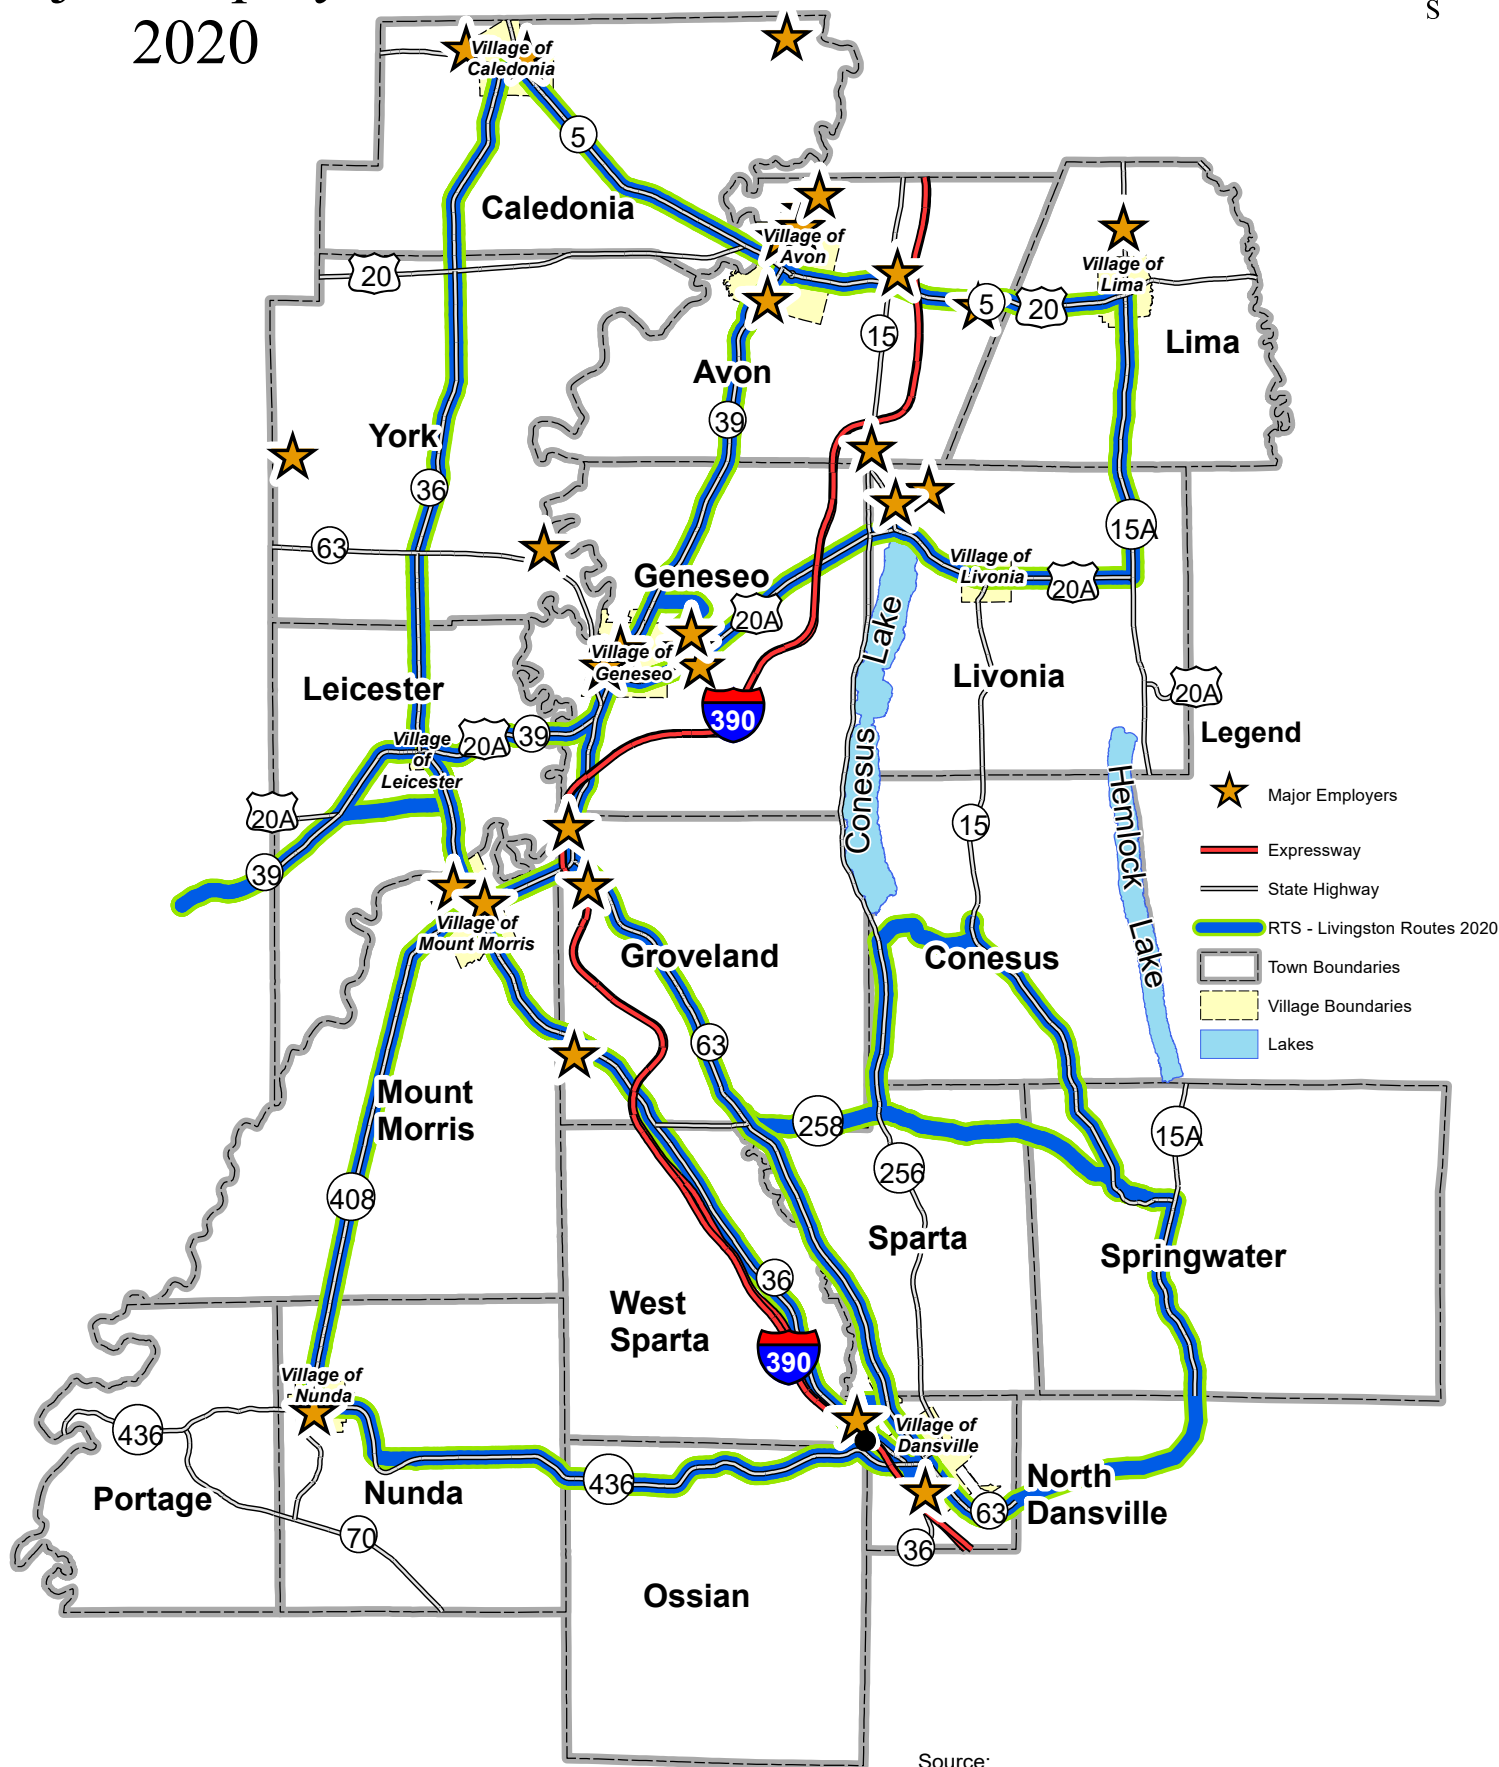 2020
S
Village of
Caledonia
5
Caledonia
20
Village of
Avon
Village of
Lima
5
20
15
Lima
Avon
39
York
36
63
15A
Village of
Livonia
20A
Geneseo
20A
Village of
Geneseo
Conesus Lake
Livonia
20A
Leicester
390
20A
39
Village
of
Leicester
20A
39
15
Hemlock Lake
Legend
Major Employers
Expressway
State Highway
RTS - Livingston Routes 2020
Town Boundaries
Village Boundaries
Lakes
Village of
Mount Morris
Groveland
Conesus
63
Mount
Morris
258
15A
256
408
Sparta
Springwater
36
West
Sparta
390
Village of
Nunda
436
Village of
Dansville
Portage
Nunda
436
North
Dansville
63
70
36
Ossian
Source: